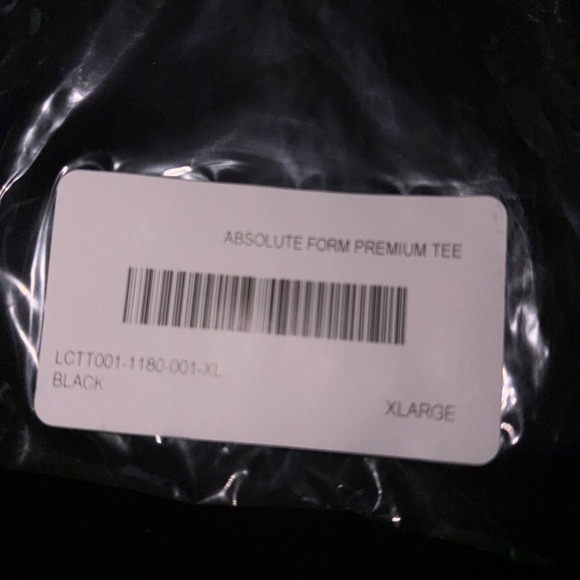 ABSOLUTE FORM PREMIUM TEE
LCTT001-1180-001-XL
BLACK
XLARGE